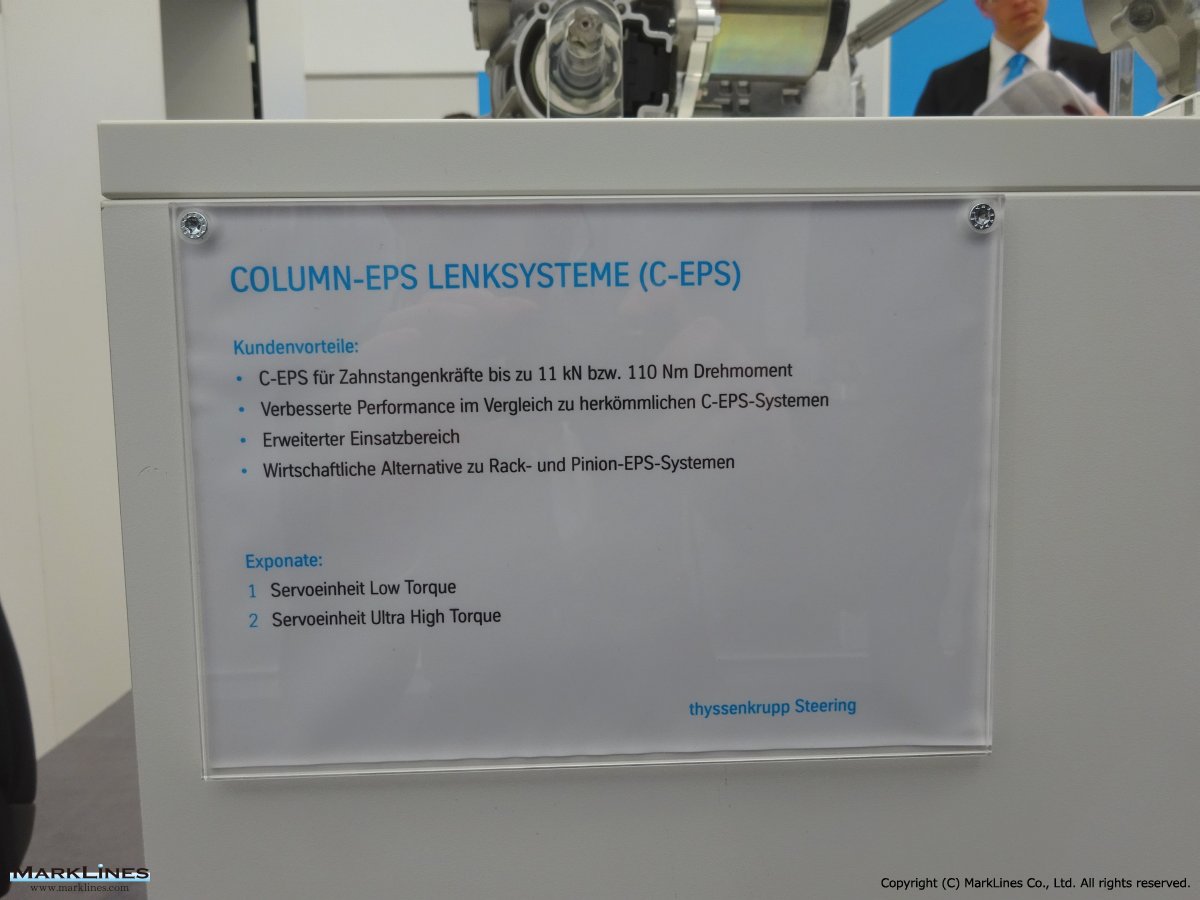 COLUMN-EPS LENKSYSTEME (C-EPS)
Kundenvorteile:
• C-EPS für Zahnstangenkräfte bis zu 11 kN bzw. 110 Nm Drehmoment
• Verbesserte Performance im Vergleich zu herkömmlichen C-EPS-Systemen
• Erweiterter Einsatzbereich
• Wirtschaftliche Alternative zu Rack- und Pinion-EPS-Systemen
Exponate:
1 Servoeinheit Low Torque
2 Servoeinheit Ultra High Torque
thyssenkrupp Steering
MARKLINES
www.marklines.com
Copyright (C) MarkLines Co., Ltd. All rights reserved.